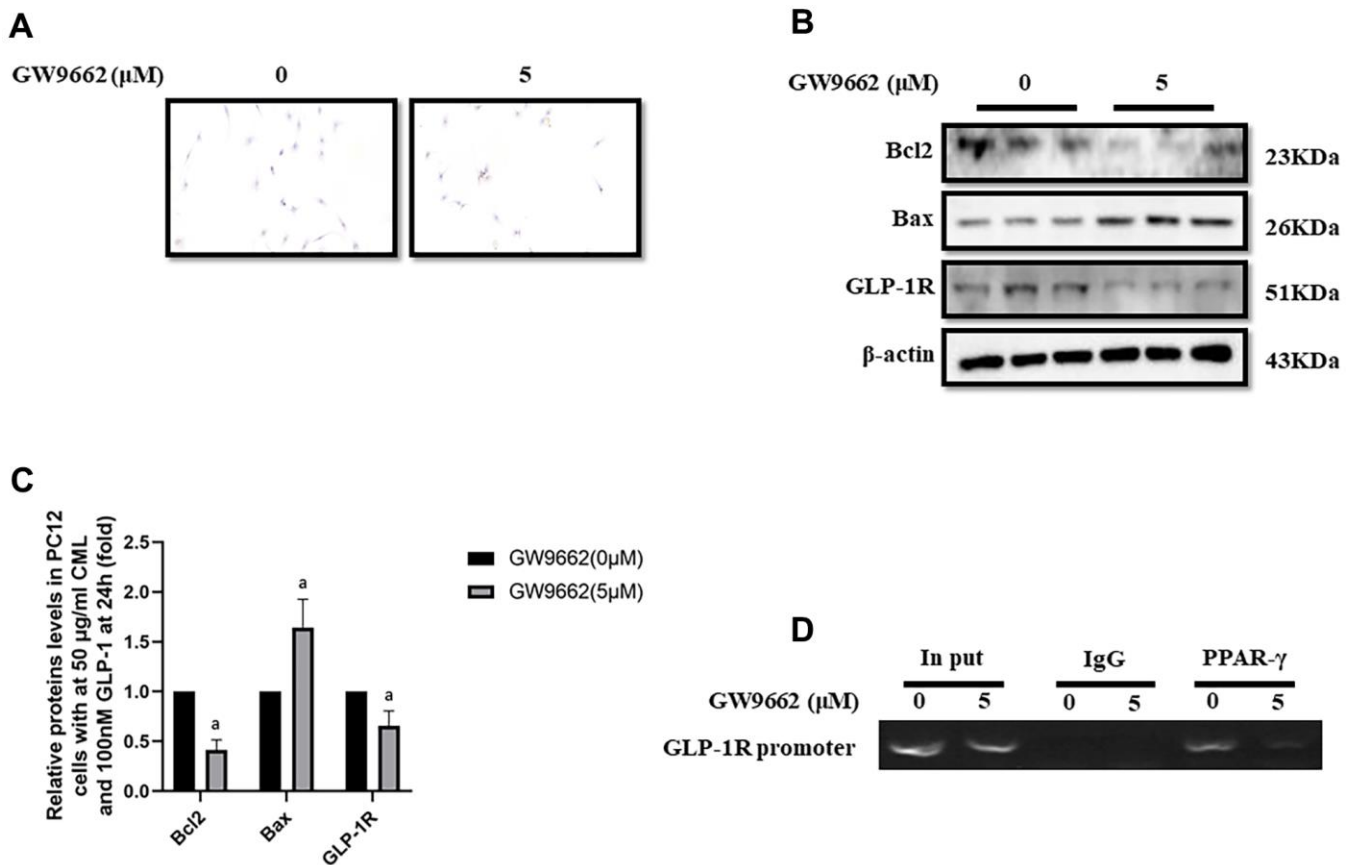 A
GW9662 (μM) 0 5
B
GW9662 (μM) 0 5
Bcl2 23KDa
Bax 26KDa
GLP-1R 51KDa
β-actin 43KDa
C
Relative proteins levels in PC12
cells with at 50 μg/ml CML
and 100nM GLP-1 at 24h (fold)
2.5
2.0
1.5
1.0
0.5
0.0
a
a
a
Bcl2
Bax
GLP-1R
GW9662(0μM)
GW9662(5μM)
D
In put IgG PPAR-γ
GW9662 (μM) 0 5 0 5 0 5
GLP-1R promoter